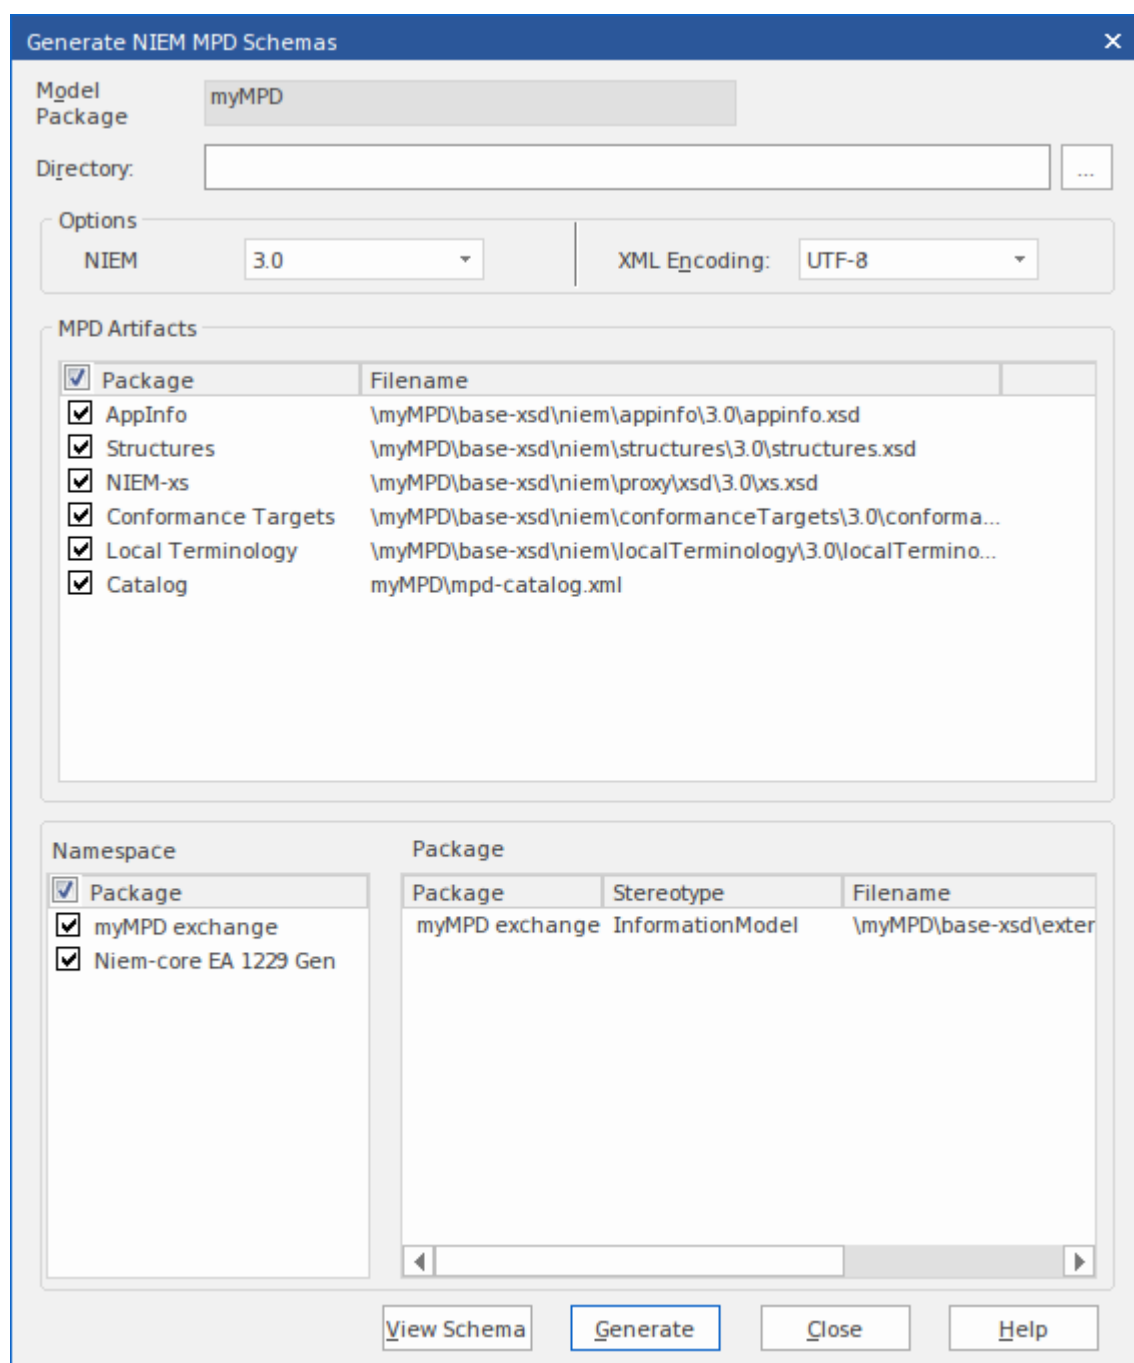 Generate NIEM MPD Schemas
Model Package
myMPD
Directory:
...
Options
NIEM
3.0
XML Encoding:
UTF-8
MPD Artifacts
Package Filename
AppInfo \myMPD\base-xsd\niem\appinfo\3.0\appinfo.xsd
Structures \myMPD\base-xsd\niem\structures\3.0\structures.xsd
NIEM-xs \myMPD\base-xsd\niem\proxy\xsd\3.0\xs.xsd
Conformance Targets \myMPD\base-xsd\niem\conformanceTargets\3.0\conforma...
Local Terminology \myMPD\base-xsd\niem\localTerminology\3.0\localTermino...
Catalog myMPD\mpd-catalog.xml
Namespace
Package
myMPD exchange
Niem-core EA 1229 Gen
Package
Package Stereotype Filename
myMPD exchange InformationModel \myMPD\base-xsd\exter
View Schema Generate Close Help